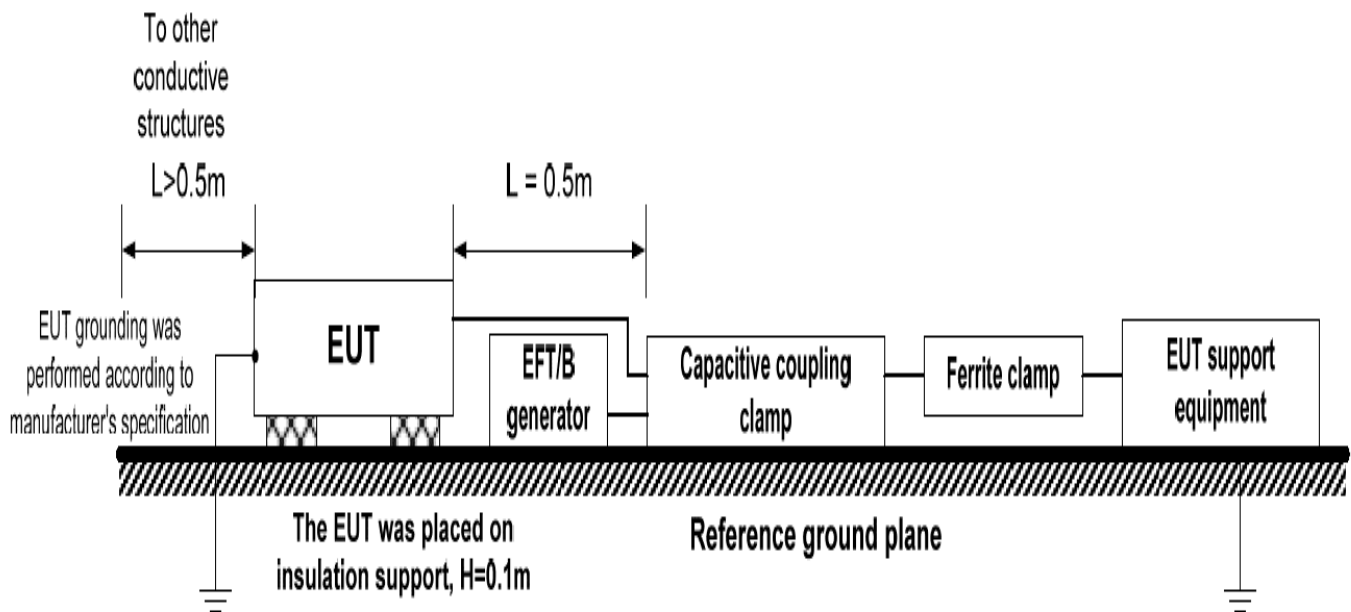 To other
conductive
structures
L>0.5m
L = 0.5m
EUT grounding was
performed according to
manufacturer's specification
EUT
EFT/B
generator
Capacitive coupling
clamp
Ferrite clamp
EUT support
equipment
The EUT was placed on
insulation support, H=0.1m
Reference ground plane